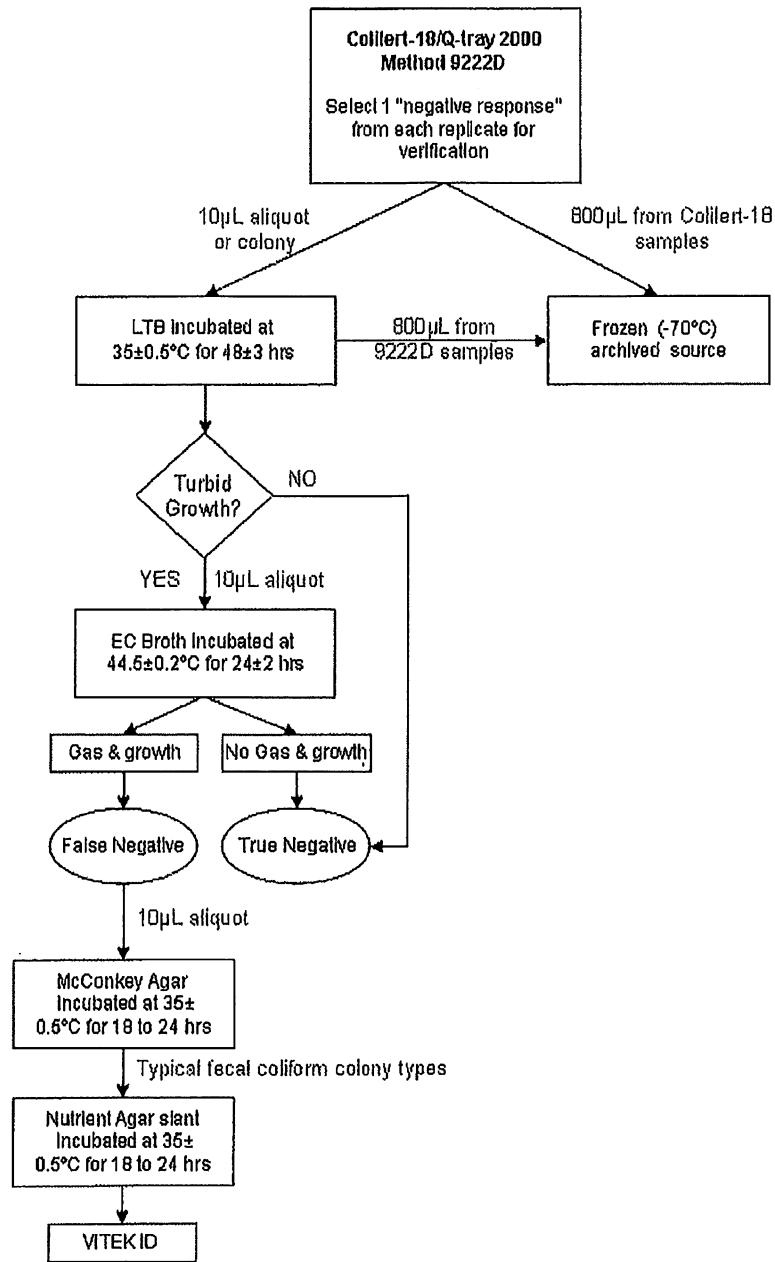 Colilert-18/Q-tray 2000
Method 9222D
Select 1 "negative response"
from each replicate for
verification
10µL aliquot
or colony
800µL from Colilert-18
samples
LTB Incubated at
35±0.5°C for 48±3 hrs
800µL from
9222D samples
Frozen (-70°C)
archived source
Turbid
Growth?
NO
YES
10µL aliquot
EC Broth Incubated at
44.5±0.2°C for 24±2 hrs
Gas & growth
No Gas & growth
False Negative
True Negative
10µL aliquot
McConkey Agar
Incubated at 35±
0.5°C for 18 to 24 hrs
Typical fecal coliform colony types
Nutrient Agar slant
Incubated at 35±
0.5°C for 18 to 24 hrs
VITEK ID